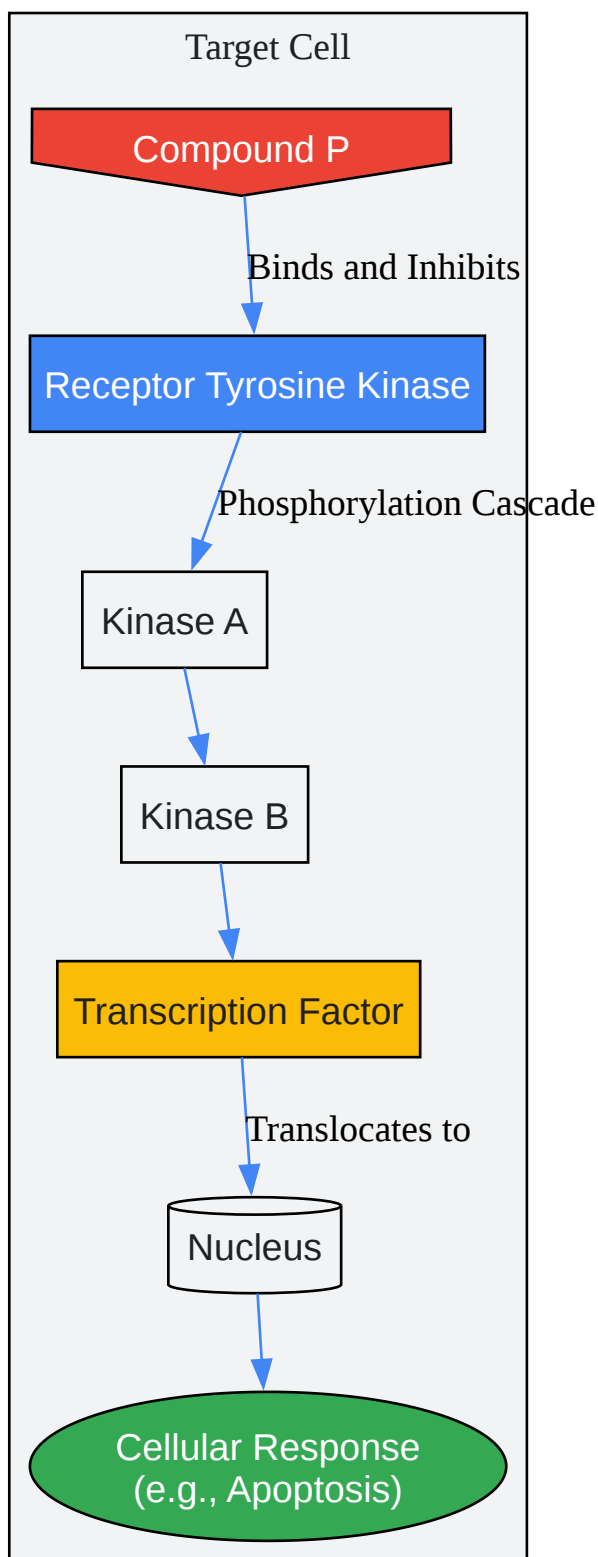 Target Cell
Compound P
Binds and Inhibits
Receptor Tyrosine Kinase
Phosphorylation Cascade
Kinase A
Kinase B
Transcription Factor
Translocates to
Nucleus
Cellular Response
(e.g., Apoptosis)